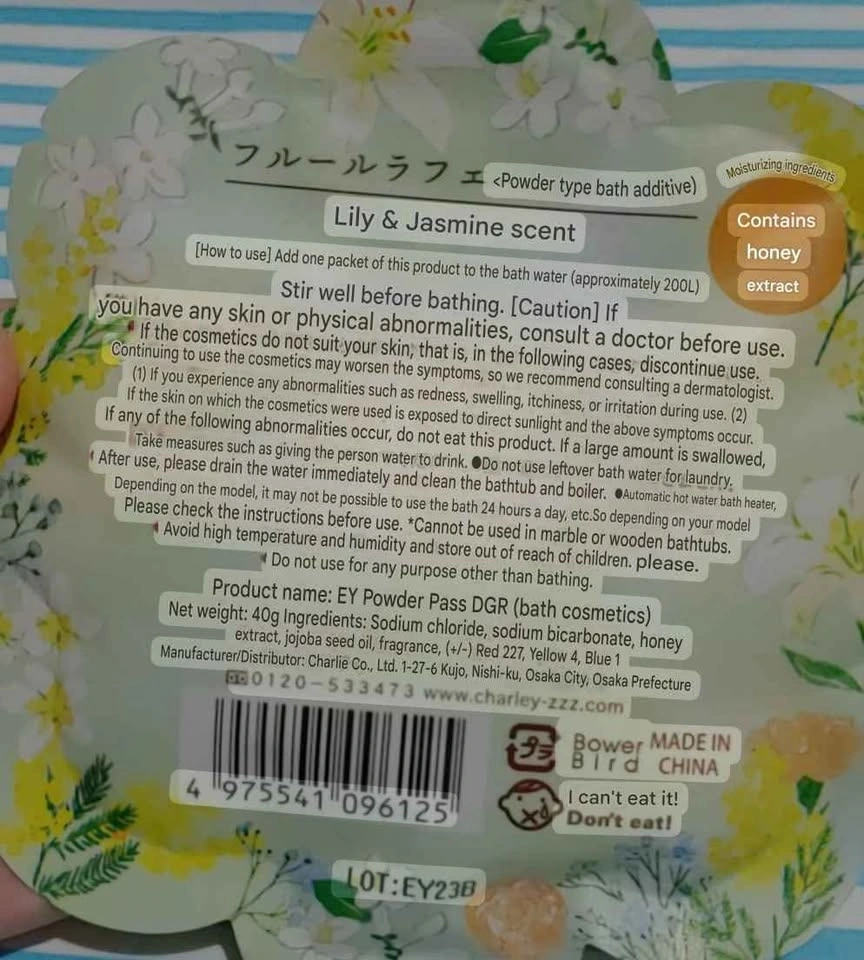 フルールラフェ <Powder type bath additive)
Moisturizing ingredients
Contains
honey
extract
Lily & Jasmine scent
[How to use] Add one packet of this product to the bath water (approximately 200L)
Stir well before bathing. [Caution] If
you have any skin or physical abnormalities, consult a doctor before use.
If the cosmetics do not suit your skin, that is, in the following cases, discontinue use.
Continuing to use the cosmetics may worsen the symptoms, so we recommend consulting a dermatologist.
(1) If you experience any abnormalities such as redness, swelling, itchiness, or irritation during use. (2)
If the skin on which the cosmetics were used is exposed to direct sunlight and the above symptoms occur.
If any of the following abnormalities occur, do not eat this product. If a large amount is swallowed,
Take measures such as giving the person water to drink. ●Do not use leftover bath water for laundry.
After use, please drain the water immediately and clean the bathtub and boiler. ●Automatic hot water bath heater,
Depending on the model, it may not be possible to use the bath 24 hours a day, etc.So depending on your model
Please check the instructions before use. *Cannot be used in marble or wooden bathtubs.
Avoid high temperature and humidity and store out of reach of children. please.
Do not use for any purpose other than bathing.
Product name: EY Powder Pass DGR (bath cosmetics)
Net weight: 40g Ingredients: Sodium chloride, sodium bicarbonate, honey
extract, jojoba seed oil, fragrance, (+/-) Red 227, Yellow 4, Blue 1
Manufacturer/Distributor: Charlie Co., Ltd. 1-27-6 Kujo, Nishi-ku, Osaka City, Osaka Prefecture
0120-533473 www.charley-zzz.com
4 975541 096125
プラ
Bower MADE IN
Bird CHINA
I can't eat it!
Don't eat!
LOT:EY23B